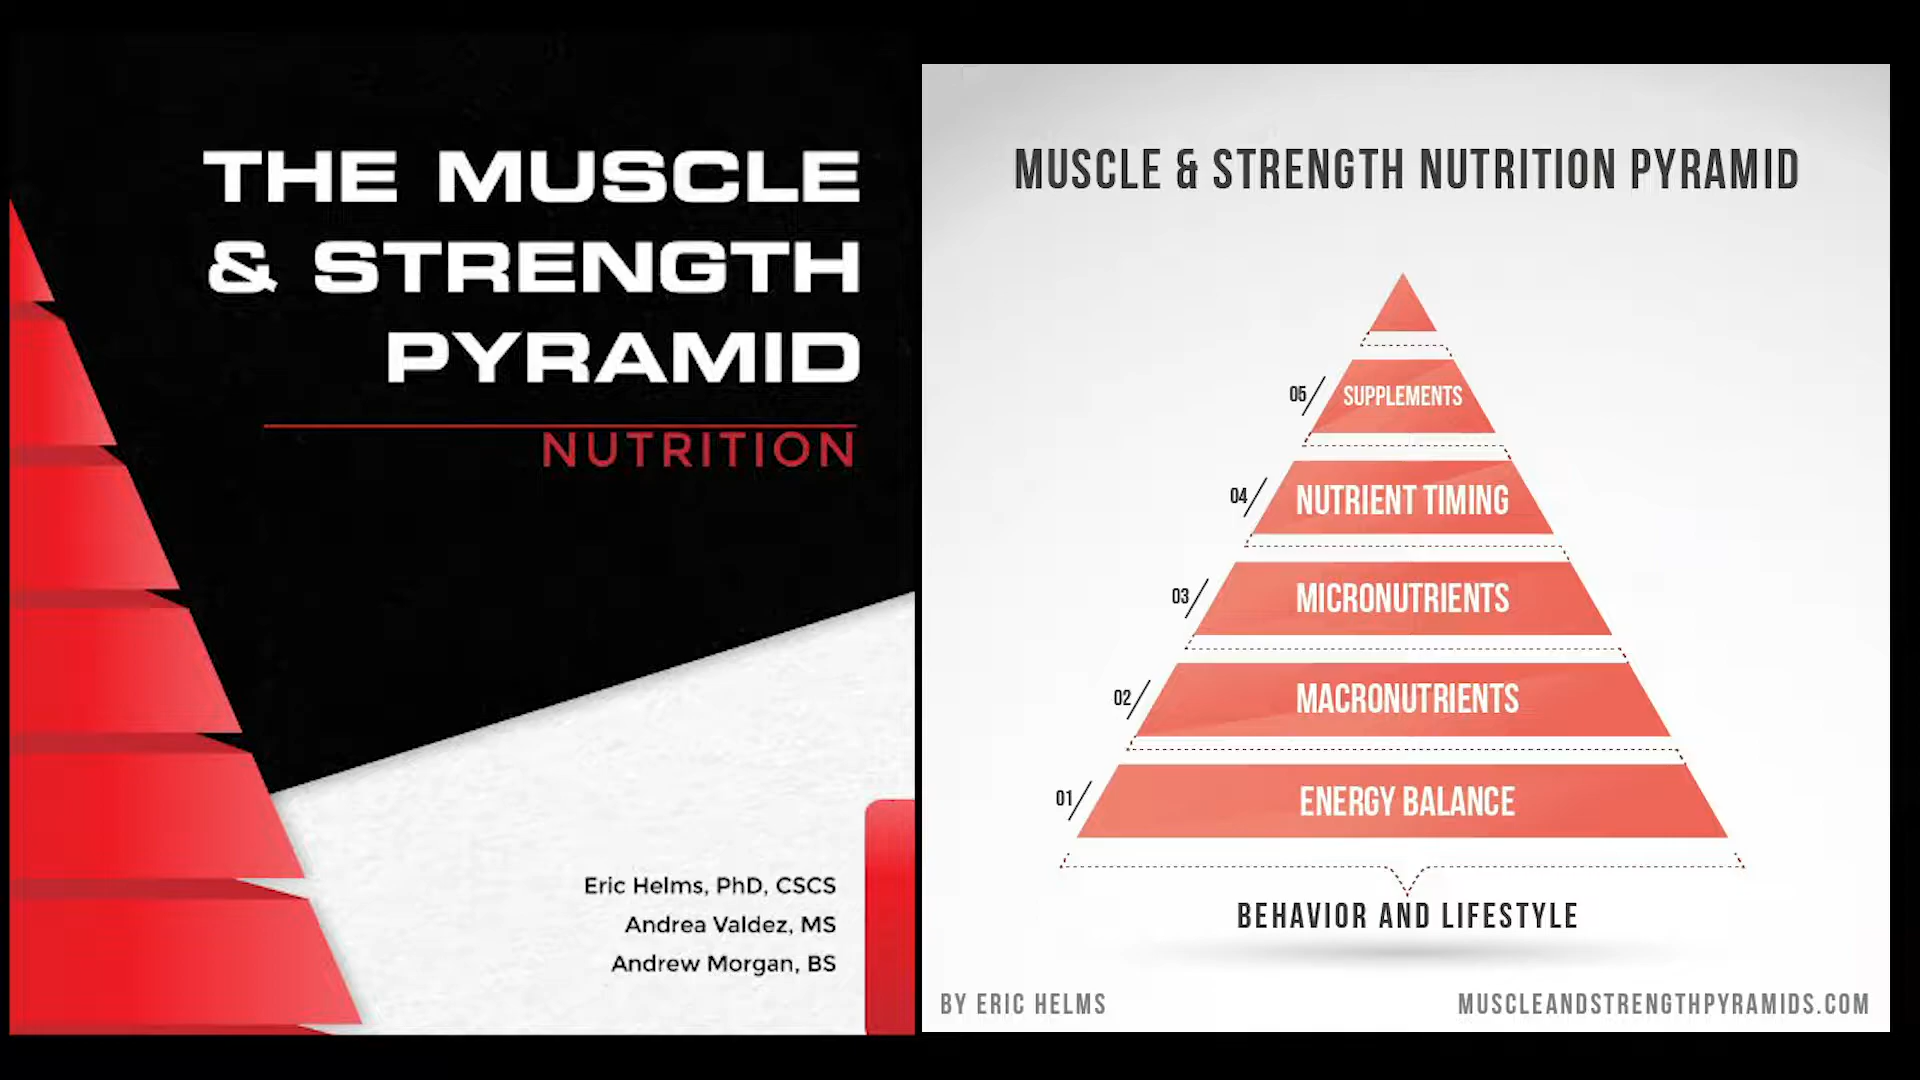 THE MUSCLE
& STRENGTH
PYRAMID
NUTRITION
Eric Helms, PhD, CSCS
Andrea Valdez, MS
Andrew Morgan, BS
MUSCLE & STRENGTH NUTRITION PYRAMID
05/ SUPPLEMENTS
04/ NUTRIENT TIMING
03/ MICRONUTRIENTS
02/ MACRONUTRIENTS
01/ ENERGY BALANCE
BEHAVIOR AND LIFESTYLE
BY ERIC HELMS
MUSCLEANDSTRENGTHPYRAMIDS.COM